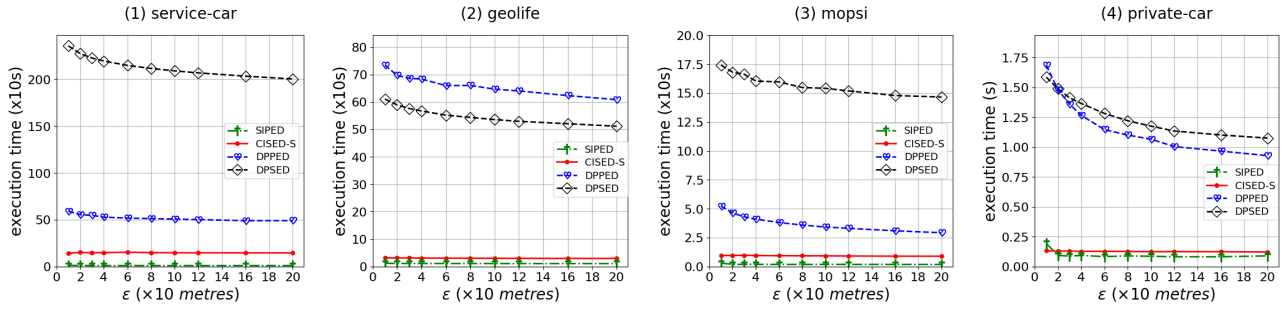 (1) service-car
execution time (x10s)
200
150
100
50
0
SIPED
CISED-S
DPPED
DPSED
0 2 4 6 8 10 12 14 16 18 20
ε (×10 metres)
(2) geolife
execution time (x10s)
80
70
60
50
40
30
20
10
0
SIPED
CISED-S
DPPED
DPSED
0 2 4 6 8 10 12 14 16 18 20
ε (×10 metres)
(3) mopsi
execution time (x10s)
20.0
17.5
15.0
12.5
10.0
7.5
5.0
2.5
0.0
SIPED
CISED-S
DPPED
DPSED
0 2 4 6 8 10 12 14 16 18 20
ε (×10 metres)
(4) private-car
execution time (s)
1.75
1.50
1.25
1.00
0.75
0.50
0.25
0.00
SIPED
CISED-S
DPPED
DPSED
0 2 4 6 8 10 12 14 16 18 20
ε (×10 metres)